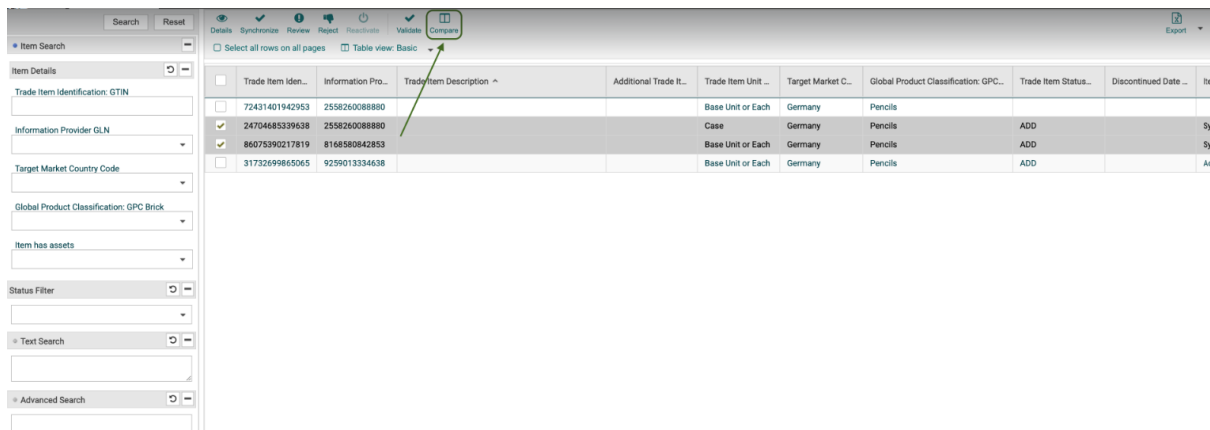 Search Reset
Item Search
Item Details
Trade Item Identification: GTIN
Information Provider GLN
Target Market Country Code
Global Product Classification: GPC Brick
Item has assets
Status Filter
Text Search
Advanced Search
Details Synchronize Review Reject Reactivate Validate Compare
Export
Select all rows on all pages Table view: Basic
Trade Item Iden... Information Pro... Trade Item Description Additional Trade It... Trade Item Unit ... Target Market C... Global Product Classification: GPC... Trade Item Status... Discontinued Date ... Ite
72431401942953 2558260088880 Base Unit or Each Germany Pencils
24704685339638 2558260088880 Case Germany Pencils ADD Sy
86075390217819 8168580842853 Base Unit or Each Germany Pencils ADD Sy
31732699865065 9259013334638 Base Unit or Each Germany Pencils ADD Ac